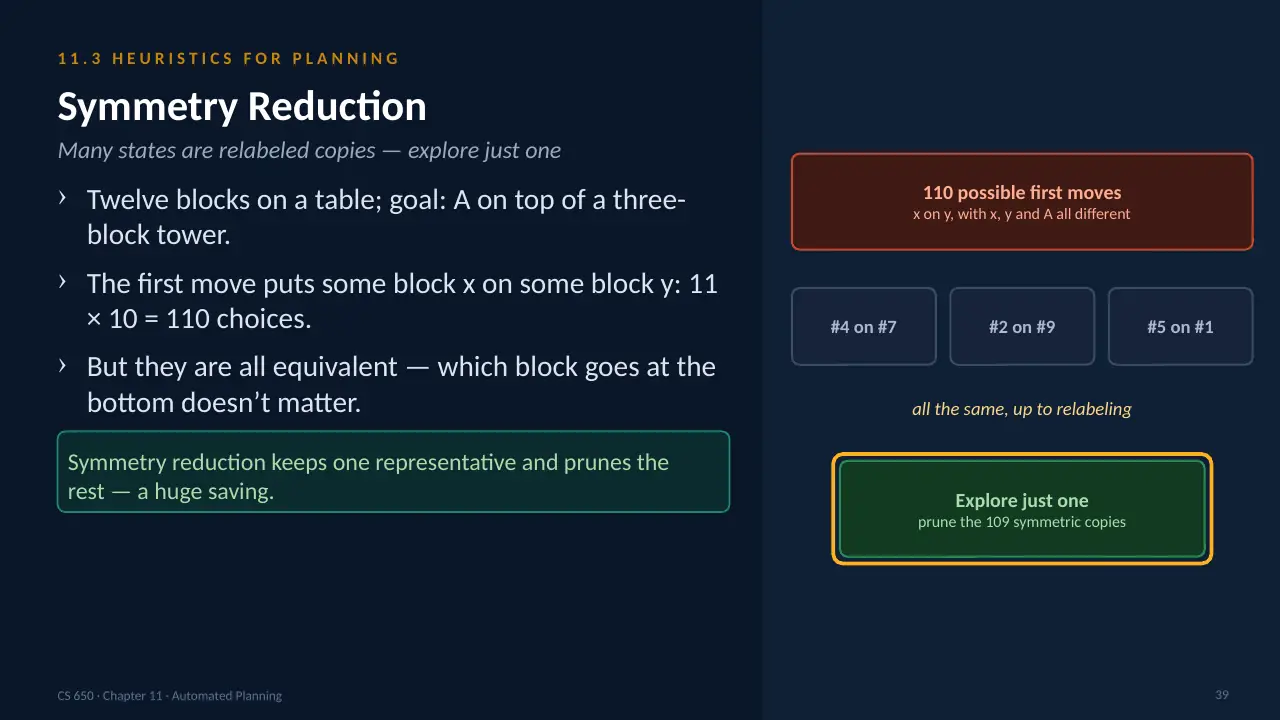 11.3 HEURISTICS FOR PLANNING
Symmetry Reduction
Many states are relabeled copies — explore just one
› Twelve blocks on a table; goal: A on top of a three-
block tower.
› The first move puts some block x on some block y: 11
× 10 = 110 choices.
› But they are all equivalent — which block goes at the
bottom doesn’t matter.
Symmetry reduction keeps one representative and prunes the
rest — a huge saving.
110 possible first moves
x on y, with x, y and A all different
#4 on #7
#2 on #9
#5 on #1
all the same, up to relabeling
Explore just one
prune the 109 symmetric copies
CS 650 · Chapter 11 · Automated Planning
39